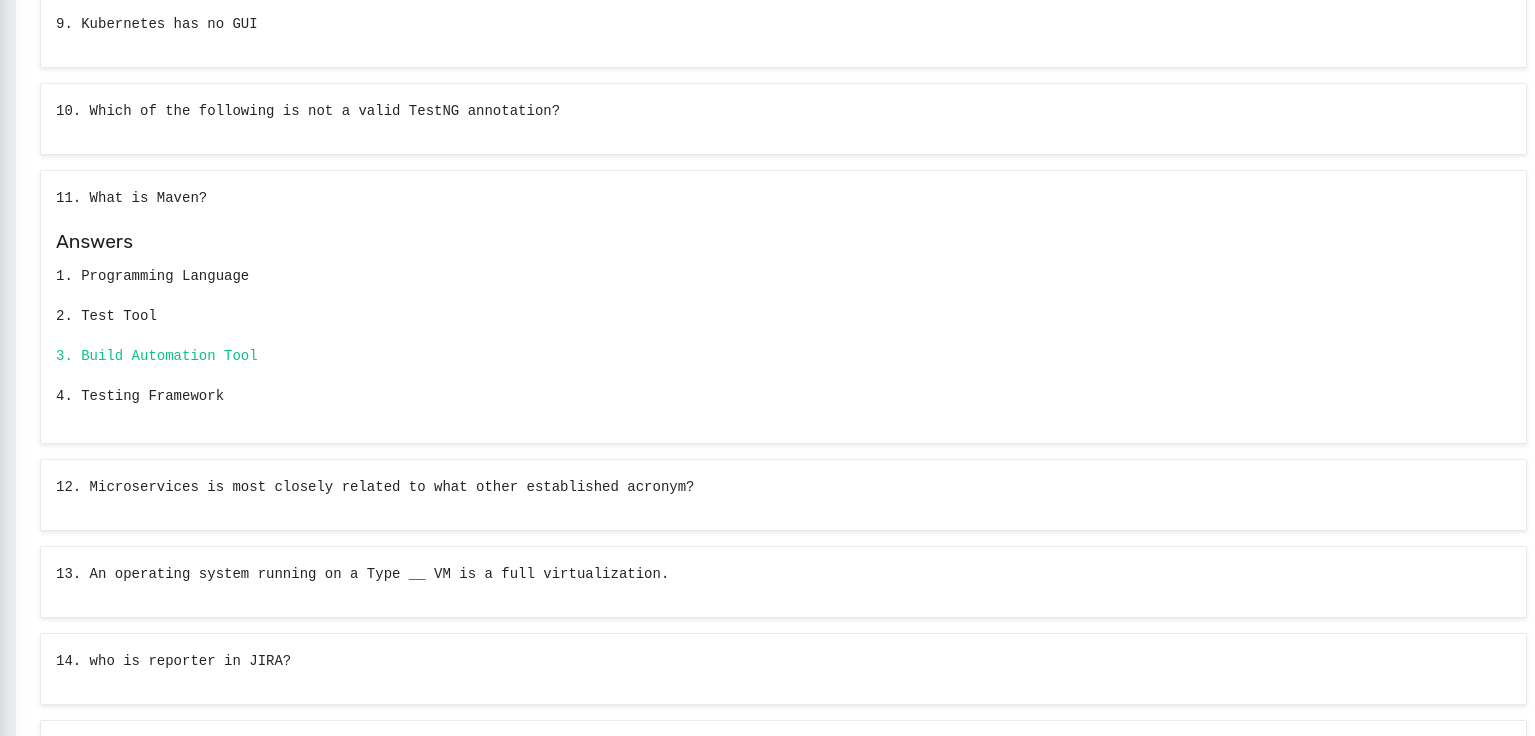 9. Kubernetes has no GUI
10. Which of the following is not a valid TestNG annotation?
11. What is Maven?
Answers
1. Programming Language
2. Test Tool
3. Build Automation Tool
4. Testing Framework
12. Microservices is most closely related to what other established acronym?
13. An operating system running on a Type __ VM is a full virtualization.
14. who is reporter in JIRA?